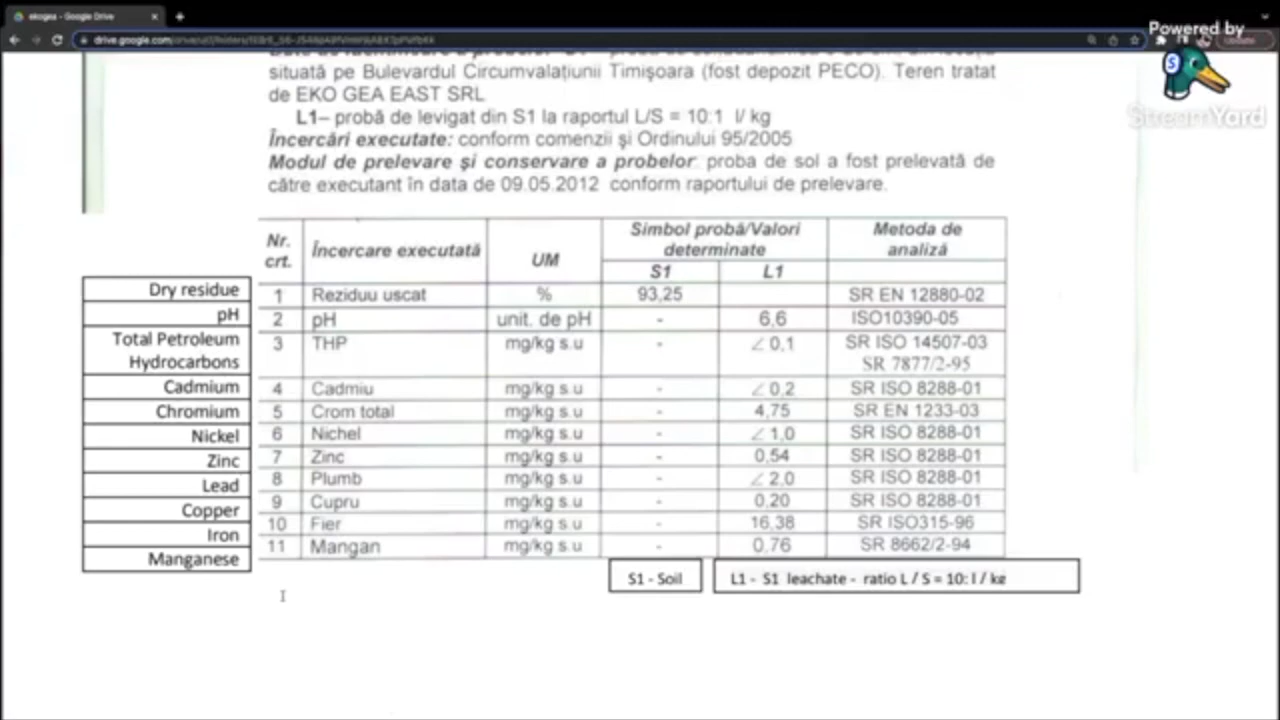 ekogea - Google Drive
drive.google.com
Powered by
StreamYard
situată pe Bulevardul Circumvalațiunii Timișoara (fost depozit PECO). Teren tratat
de EKO GEA EAST SRL
L1– probă de levigat din S1 la raportul L/S = 10:1 l/ kg
Încercări executate: conform comenzii și Ordinului 95/2005
Modul de prelevare și conservare a probelor: proba de sol a fost prelevată de
către executant în data de 09.05.2012 conform raportului de prelevare.
Nr. crt. Încercare executată UM Simbol probă/Valori determinate Metoda de analiză
S1 L1
Dry residue 1 Reziduu uscat % 93,25 SR EN 12880-02
pH 2 pH unit. de pH - 6,6 ISO10390-05
Total Petroleum 3 THP mg/kg s.u - ∠ 0,1 SR ISO 14507-03
Hydrocarbons SR 7877/2-95
Cadmium 4 Cadmiu mg/kg s.u - ∠ 0,2 SR ISO 8288-01
Chromium 5 Crom total mg/kg s.u - 4,75 SR EN 1233-03
Nickel 6 Nichel mg/kg s.u - ∠ 1,0 SR ISO 8288-01
Zinc 7 Zinc mg/kg s.u - 0,54 SR ISO 8288-01
Lead 8 Plumb mg/kg s.u - ∠ 2,0 SR ISO 8288-01
Copper 9 Cupru mg/kg s.u - 0,20 SR ISO 8288-01
Iron 10 Fier mg/kg s.u - 16,38 SR ISO315-96
Manganese 11 Mangan mg/kg s.u - 0,76 SR 8662/2-94
S1 - Soil L1 - S1 leachate - ratio L / S = 10: l / kg